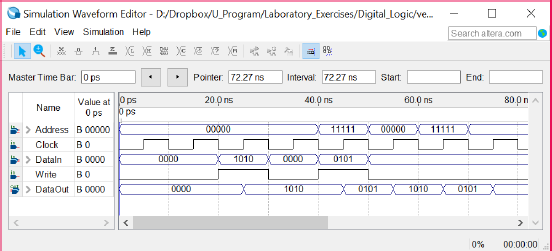 Simulation Waveform Editor - D:/Dropbox/U_Program/Laboratory_Exercises/Digital_Logic/ve
File Edit View Simulation Help
Search altera.com
Master Time Bar: 0 ps Pointer: 72.27 ns Interval: 72.27 ns Start: End:
Name Value at 0 ps
0 ps 20.0 ns 40.0 ns 60.0 ns 80.0 n
0 ps
Address B 00000 00000 11111 00000 11111
Clock B 0
DataIn B 0000 0000 1010 0000 0101
Write B 0
DataOut B 0000 0000 1010 0101 1010 0101
0% 00:00:00